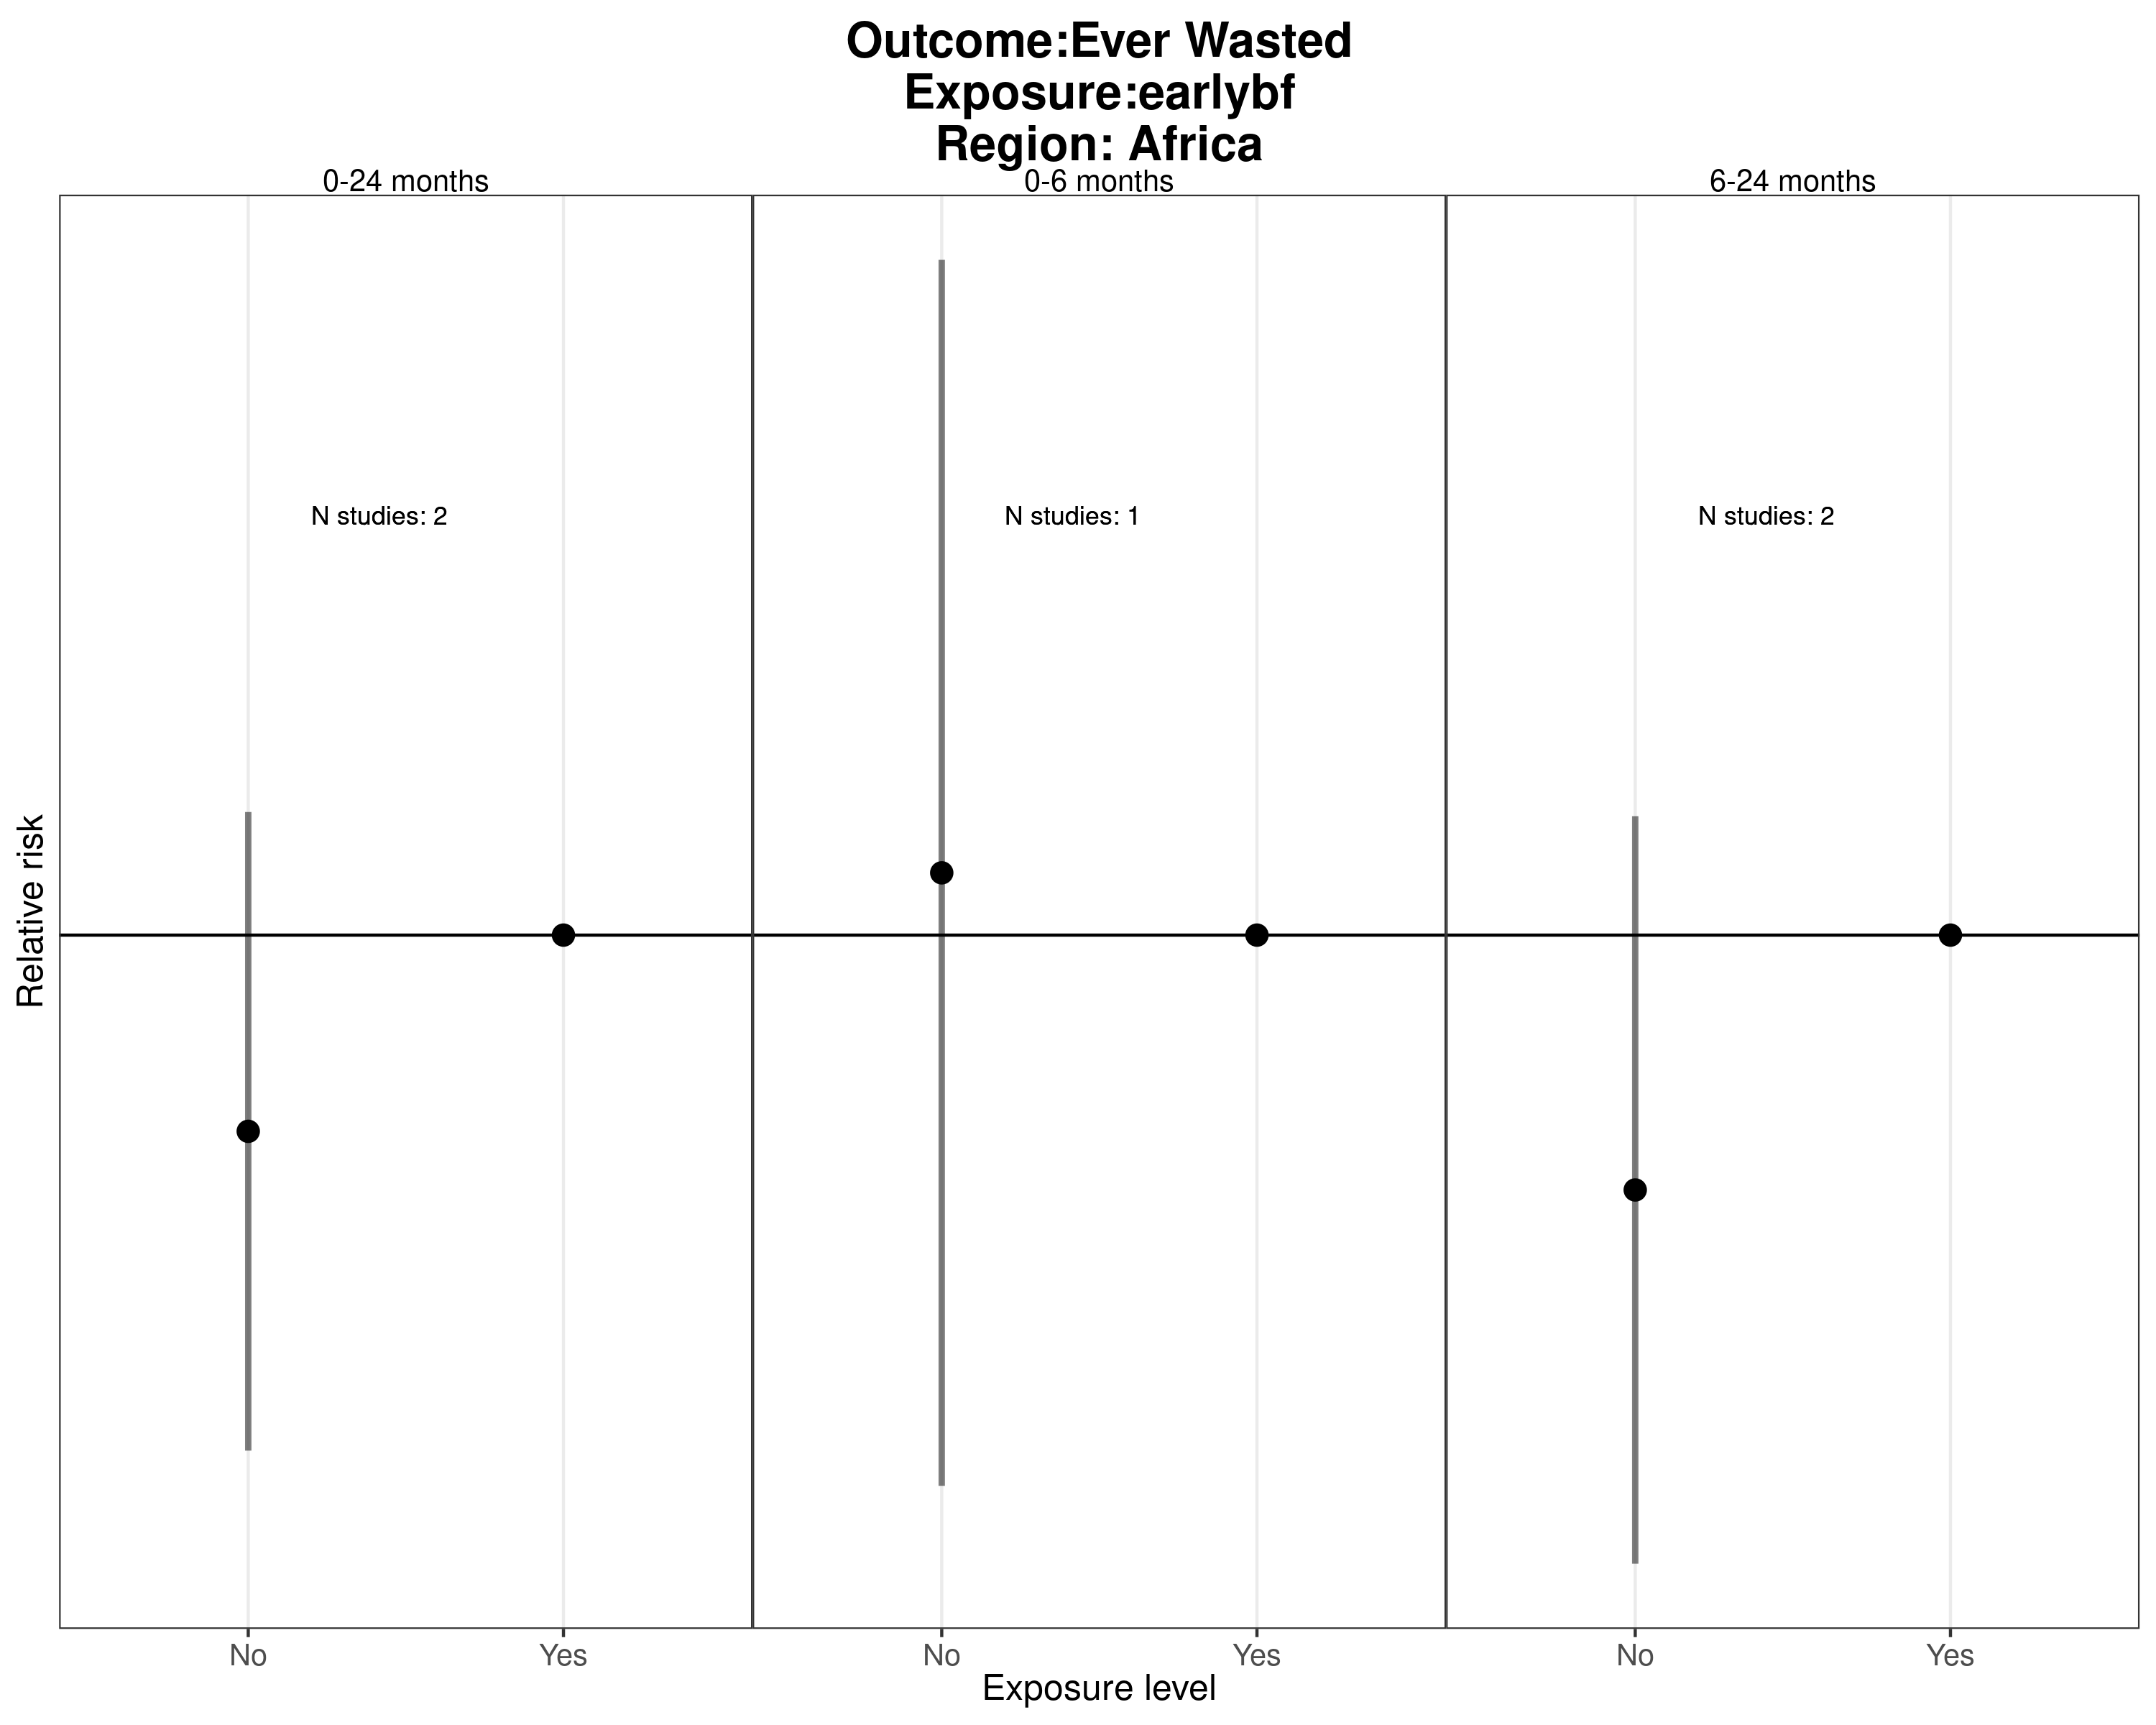 Outcome:Ever Wasted
Exposure:earlybf
Region: Africa
0-24 months
0-6 months
6-24 months
N studies: 2
N studies: 1
N studies: 2
Relative risk
No
Yes
No
Yes
No
Yes
Exposure level